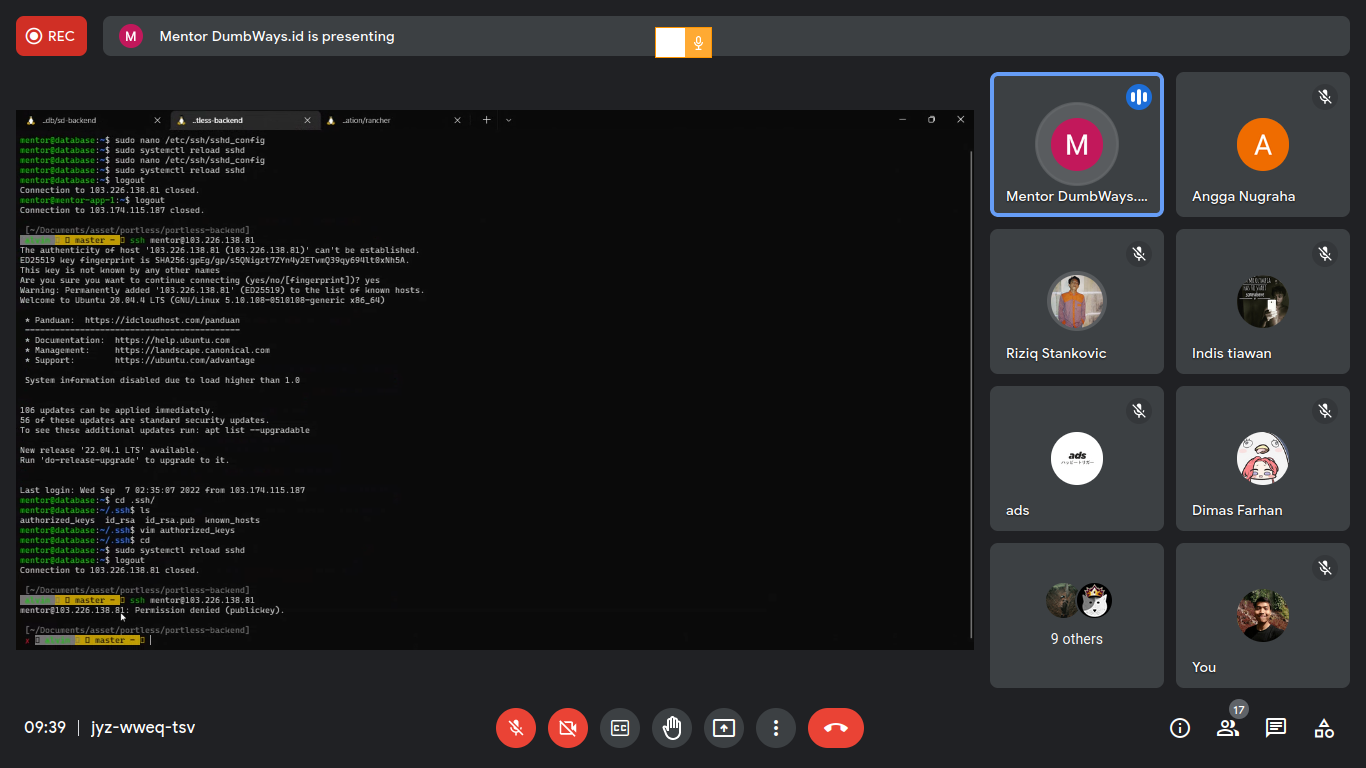 REC
M
Mentor DumbWays.id is presenting
..db/sd-backend
..tless-backend
..ation/rancher
mentor@database:~$ sudo nano /etc/ssh/sshd_config
mentor@database:~$ sudo systemctl reload sshd
mentor@database:~$ sudo nano /etc/ssh/sshd_config
mentor@database:~$ sudo systemctl reload sshd
mentor@database:~$ logout
Connection to 103.226.138.81 closed.
mentor@mentor-app-1:~$ logout
Connection to 103.174.115.187 closed.
[~/Documents/asset/portless/portless-backend]
master ~ ssh mentor@103.226.138.81
The authenticity of host '103.226.138.81 (103.226.138.81)' can't be established.
ED25519 key fingerprint is SHA256:gpEg/gp/s5QNigzt7ZYn4y2ETvmQ39qy694lt0xNh5A.
This key is not known by any other names
Are you sure you want to continue connecting (yes/no/[fingerprint])? yes
Warning: Permanently added '103.226.138.81' (ED25519) to the list of known hosts.
Welcome to Ubuntu 20.04.4 LTS (GNU/Linux 5.10.108-0510108-generic x86_64)
* Panduan: https://idcloudhost.com/panduan
-------------------------------------------
* Documentation: https://help.ubuntu.com
* Management: https://landscape.canonical.com
* Support: https://ubuntu.com/advantage
System information disabled due to load higher than 1.0
106 updates can be applied immediately.
56 of these updates are standard security updates.
To see these additional updates run: apt list --upgradable
New release '22.04.1 LTS' available.
Run 'do-release-upgrade' to upgrade to it.
Last login: Wed Sep 7 02:35:07 2022 from 103.174.115.187
mentor@database:~$ cd .ssh/
mentor@database:~/.ssh$ ls
authorized_keys id_rsa id_rsa.pub known_hosts
mentor@database:~/.ssh$ vim authorized_keys
mentor@database:~/.ssh$ cd
mentor@database:~$ sudo systemctl reload sshd
mentor@database:~$ logout
Connection to 103.226.138.81 closed.
[~/Documents/asset/portless/portless-backend]
master ~ ssh mentor@103.226.138.81
mentor@103.226.138.81: Permission denied (publickey).
[~/Documents/asset/portless/portless-backend]
x master ~
M
Mentor DumbWays....
A
Angga Nugraha
Riziq Stankovic
Indis tiawan
ads
ads
Dimas Farhan
9 others
You
09:39 | jyz-wweq-tsv
CC
17